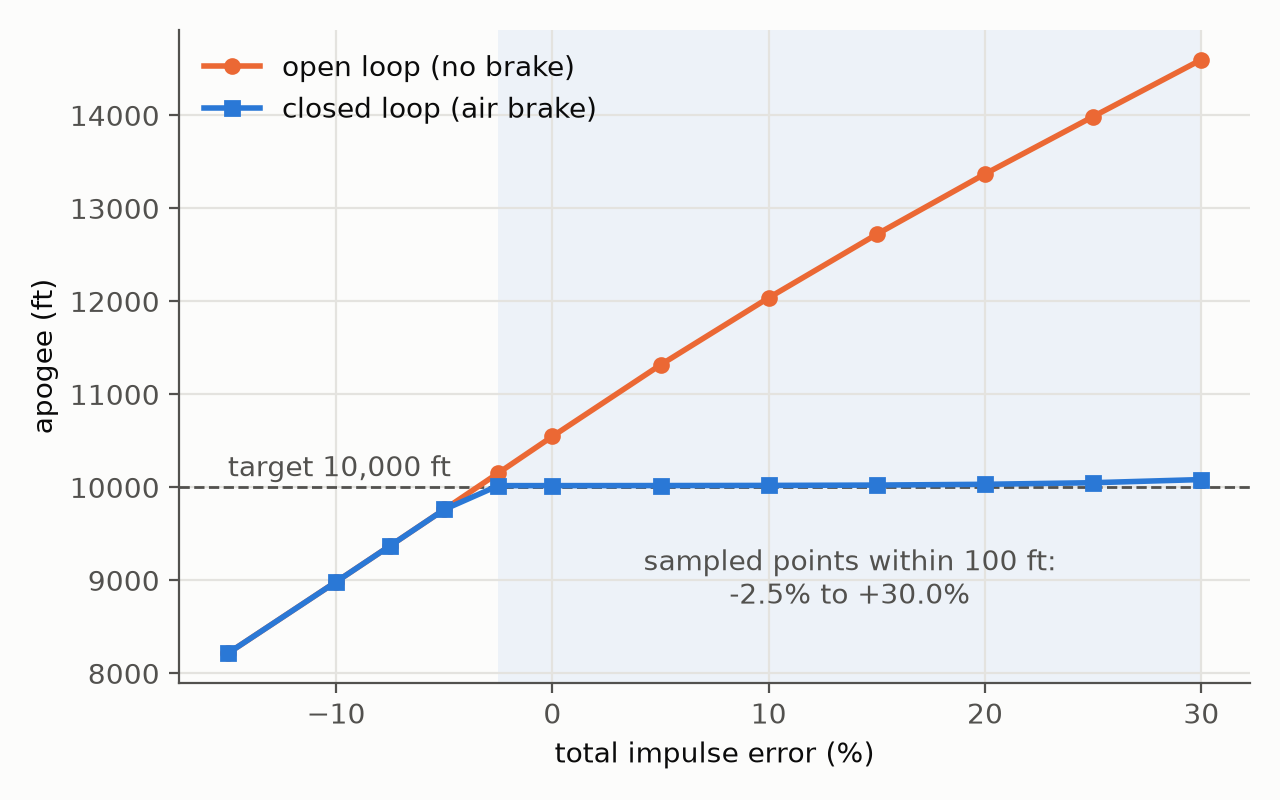 open loop (no brake)
closed loop (air brake)
14000
13000
12000
11000
10000
9000
8000
apogee (ft)
target 10,000 ft
sampled points within 100 ft:
-2.5% to +30.0%
−10
0
10
20
30
total impulse error (%)